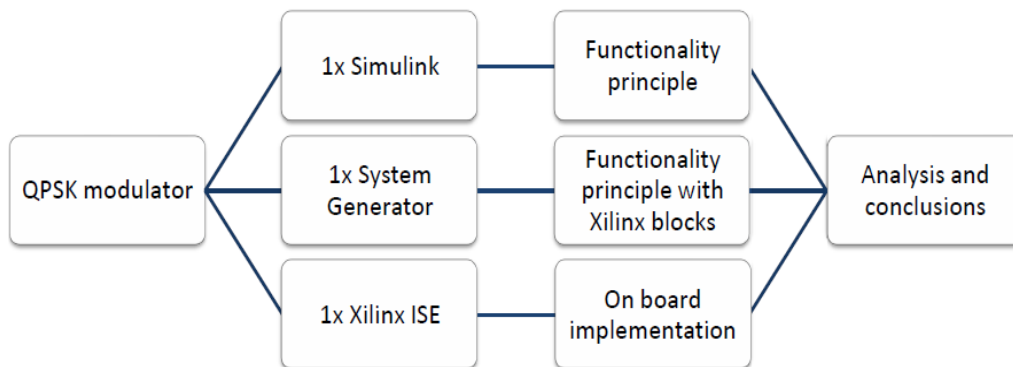 QPSK modulator
1x Simulink
Functionality
principle
1x System
Generator
Functionality
principle with
Xilinx blocks
1x Xilinx ISE
On board
implementation
Analysis and
conclusions